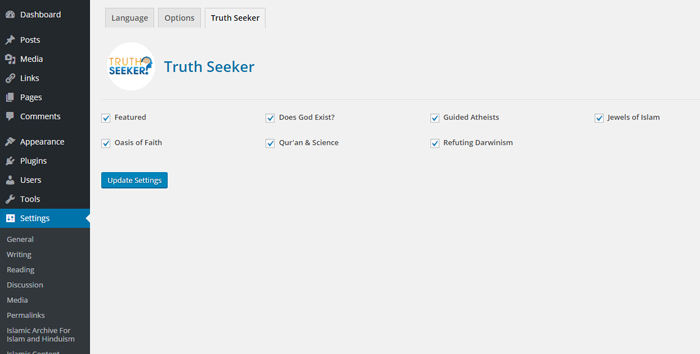 Dashboard
Posts
Media
Links
Pages
Comments
Appearance
Plugins
Users
Tools
Settings
General
Writing
Reading
Discussion
Media
Permalinks
Islamic Archive For
Islam and Hinduism
Islamic Content
Language
Options
Truth Seeker
TRUTH
SEEKER!
Truth Seeker
Featured
Does God Exist?
Guided Atheists
Jewels of Islam
Oasis of Faith
Qur'an & Science
Refuting Darwinism
Update Settings